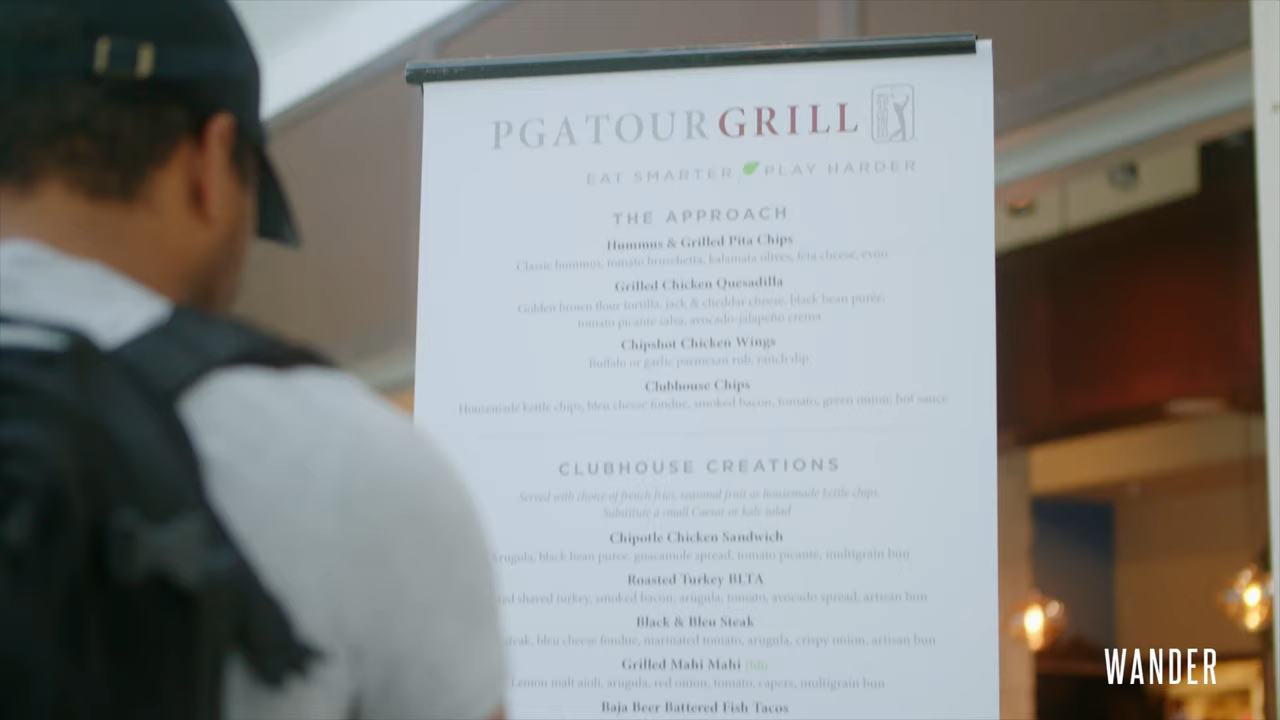 PGA TOUR GRILL
EAT SMARTER PLAY HARDER
THE APPROACH
Hummus & Grilled Pita Chips
Classic hummus, tomato bruschetta, kalamata olives, feta cheese, evoo
Grilled Chicken Quesadilla
Golden brown flour tortilla, jack & cheddar cheese, black bean purée,
tomato picante salsa, avocado-jalapeño crema
Chipshot Chicken Wings
Buffalo or garlic parmesan rub, ranch dip
Clubhouse Chips
Homemade kettle chips, bleu cheese fondue, smoked bacon, tomato, green onion, hot sauce
CLUBHOUSE CREATIONS
Served with choice of french fries, seasonal fruit or housemade kettle chips.
Substitute a small Caesar or kale salad
Chipotle Chicken Sandwich
Arugula, black bean puree, guacamole spread, tomato picante, multigrain bun
Roasted Turkey BLTA
shaved turkey, smoked bacon, arugula, tomato, avocado spread, artisan bun
Black & Bleu Steak
steak, bleu cheese fondue, marinated tomato, arugula, crispy onion, artisan bun
Grilled Mahi Mahi
Lemon malt aioli, arugula, red onion, tomato, capers, multigrain bun
Baja Beer Battered Fish Tacos
WANDER